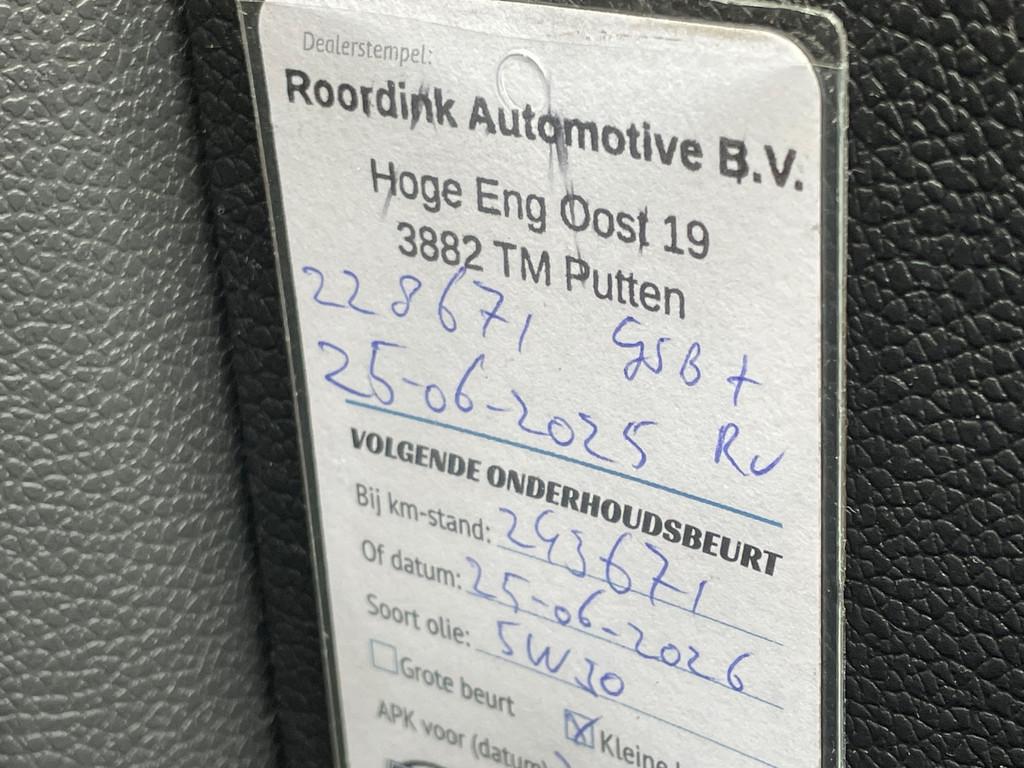 Dealerstempel:
Roordink Automotive B.V.
Hoge Eng Oost 19
3882 TM Putten
228671 GSB +
25-06-2025 Rv
VOLGENDE ONDERHOUDSBEURT
Bij km-stand: 243671
Of datum: 25-06-2026
Soort olie: 5W30
Grote beurt Kleine
APK voor (datum)